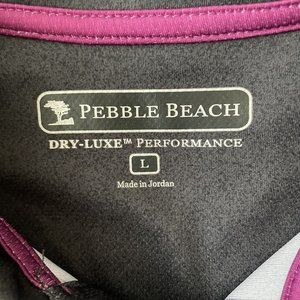 PEBBLE BEACH
DRY-LUXE™ PERFORMANCE
L
Made in Jordan